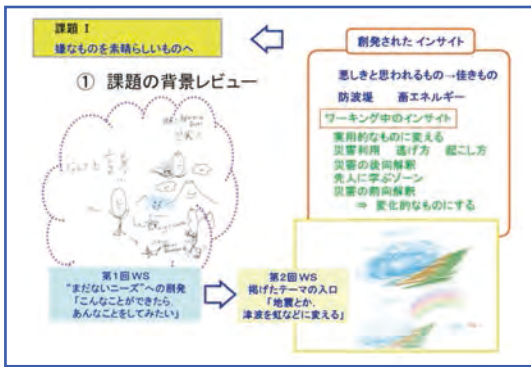 課題 I
嫌なものを素晴らしいものへ
① 課題の背景レビュー
創発された インサイト
悪しきと思われるもの→佳きもの
防波堤 畜エネルギー
ワーキング中のインサイト
実用的なものに変える
災害利用 逃げ方 起こし方
災害の後向解釈
先人に学ぶゾーン
災害の前向解釈
⇒ 変化的なものにする
第1回WS
"まだないニーズ"への創発
「こんなことができたら、
あんなことをしてみたい」
第2回WS
掲げたテーマの入口
「地震とか、
津波を虹などに変える」